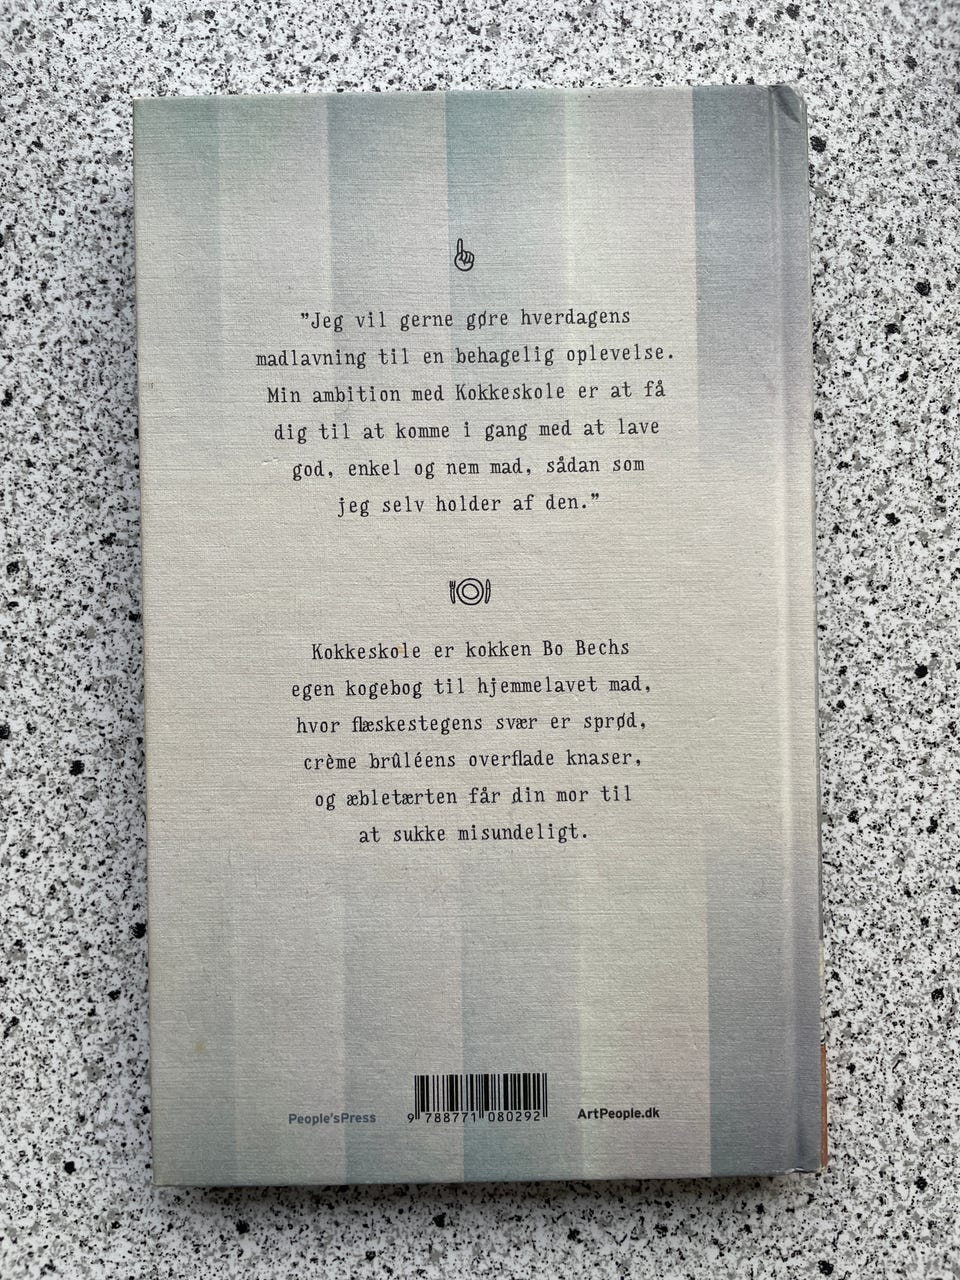 ”Jeg vil gerne gøre hverdagens
madlavning til en behagelig oplevelse.
Min ambition med Kokkeskole er at få
dig til at komme i gang med at lave
god, enkel og nem mad, sådan som
jeg selv holder af den.”
Kokkeskole er kokken Bo Bechs
egen kogebog til hjemmelavet mad,
hvor flæskestegens svær er sprød,
crème brûléens overflade knaser,
og æbletærten får din mor til
at sukke misundeligt.
People'sPress
9 788771 080292
ArtPeople.dk